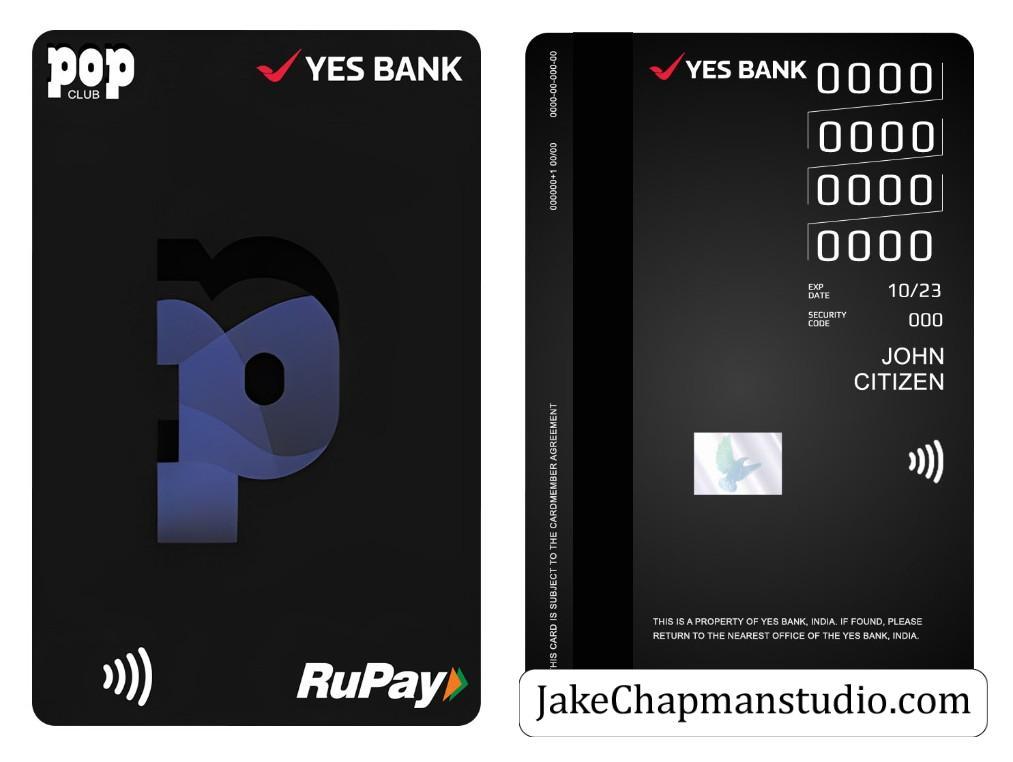 pop
CLUB
YES BANK
RuPay
0000-00-000-00
000000+1 00/00
HIS CARD IS SUBJECT TO THE CARDMEMBER AGREEMENT
YES BANK
0000
0000
0000
0000
EXP
DATE
10/23
SECURITY
CODE
000
JOHN
CITIZEN
THIS IS A PROPERTY OF YES BANK, INDIA. IF FOUND, PLEASE
RETURN TO THE NEAREST OFFICE OF THE YES BANK, INDIA.
JakeChapmanstudio.com